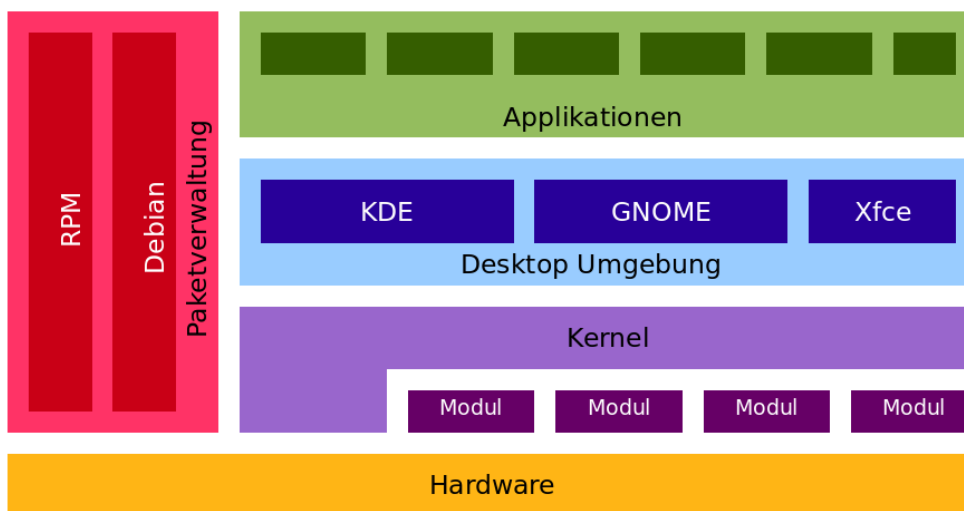 RPM
Debian
Paketverwaltung
Applikationen
KDE
GNOME
Xfce
Desktop Umgebung
Kernel
Modul
Modul
Modul
Modul
Hardware